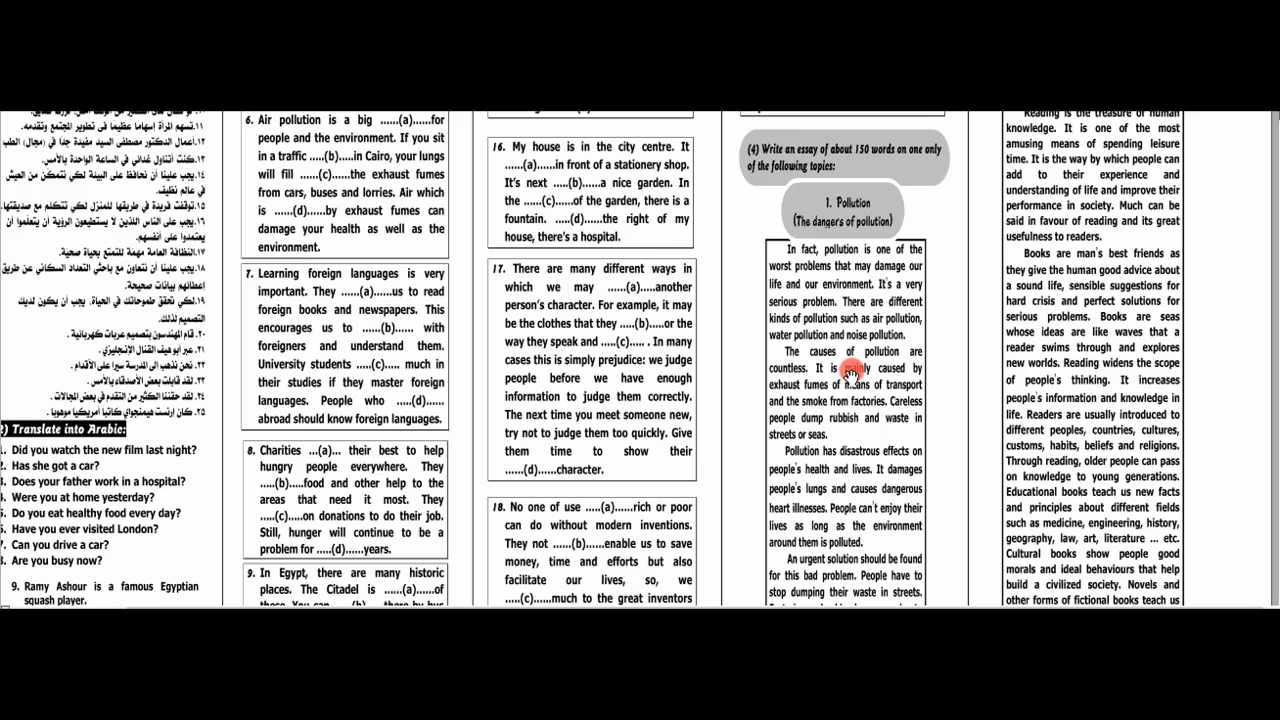 ١١. تسهم المرأة إسهاما عظيما فى تطوير المجتمع وتقدمه.
١٢. أعمال الدكتور مصطفى السيد مفيدة جدا في (مجال) الطب
١٣. كنت أتناول غدائي في الساعة الواحدة بالأمس.
١٤. يجب علينا أن نحافظ على البيئة لكي نتمكن من العيش
في عالم نظيف.
١٥. توقفت فريدة في طريقها للمنزل لكي تتكلم مع صديقتها.
١٦. يجب على الناس اللذين لا يستطيعون الرؤية أن يتعلموا أن
يعتمدوا على أنفسهم.
١٧. النظافة العامة مهمة للتمتع بحياة صحية.
١٨. يجب علينا أن نتعاون مع باحثي التعداد السكاني عن طريق
إعطائهم بيانات صحيحة.
١٩. لكي تحقق طموحاتك في الحياة. يجب أن يكون لديك
التصميم لذلك.
٢٠. قام المهندسون بتصميم عربات كهربائية .
٢١. عبر ابو هيف القنال الإنجليزي .
٢٢. نحن نذهب إلى المدرسة سيرا على الأقدام .
٢٣. لقد قابلت بعض الأصدقاء بالأمس .
٢٤. لقد حققنا الكثير من التقدم في بعض المجالات .
٢٥. كان إرنست هيمنجواي كاتبا أمريكيا موهوبا .
) Translate into Arabic:
. Did you watch the new film last night?
. Has she got a car?
. Does your father work in a hospital?
. Were you at home yesterday?
. Do you eat healthy food every day?
. Have you ever visited London?
. Can you drive a car?
. Are you busy now?
9. Ramy Ashour is a famous Egyptian
squash player.
6. Air pollution is a big ......(a)......for
people and the environment. If you sit
in a traffic ......(b)......in Cairo, your lungs
will fill ......(c)......the exhaust fumes
from cars, buses and lorries. Air which
is ......(d)......by exhaust fumes can
damage your health as well as the
environment.
7. Learning foreign languages is very
important. They ......(a)......us to read
foreign books and newspapers. This
encourages us to ......(b)...... with
foreigners and understand them.
University students .....(c)..... much in
their studies if they master foreign
languages. People who .....(d)......
abroad should know foreign languages.
8. Charities ...(a)... their best to help
hungry people everywhere. They
......(b).....food and other help to the
areas that need it most. They
......(c).....on donations to do their job.
Still, hunger will continue to be a
problem for .....(d)......years.
9. In Egypt, there are many historic
places. The Citadel is ......(a)......of
these. You can ......(b)......there by bus
16. My house is in the city centre. It
......(a)......in front of a stationery shop.
It's next .....(b)......a nice garden. In
the ......(c)......of the garden, there is a
fountain. .....(d)......the right of my
house, there's a hospital.
17. There are many different ways in
which we may ......(a)......another
person's character. For example, it may
be the clothes that they ....(b).....or the
way they speak and .....(c)..... . In many
cases this is simply prejudice: we judge
people before we have enough
information to judge them correctly.
The next time you meet someone new,
try not to judge them too quickly. Give
them time to show their
......(d)......character.
18. No one of use .....(a)......rich or poor
can do without modern inventions.
They not .....(b)......enable us to save
money, time and efforts but also
facilitate our lives, so, we
......(c)......much to the great inventors
(4) Write an essay of about 150 words on one only
of the following topics:
1. Pollution
(The dangers of pollution)
In fact, pollution is one of the
worst problems that may damage our
life and our environment. It's a very
serious problem. There are different
kinds of pollution such as air pollution,
water pollution and noise pollution.
The causes of pollution are
countless. It is mainly caused by
exhaust fumes of means of transport
and the smoke from factories. Careless
people dump rubbish and waste in
streets or seas.
Pollution has disastrous effects on
people's health and lives. It damages
people's lungs and causes dangerous
heart illnesses. People can't enjoy their
lives as long as the environment
around them is polluted.
An urgent solution should be found
for this bad problem. People have to
stop dumping their waste in streets.
Reading is the treasure of human
knowledge. It is one of the most
amusing means of spending leisure
time. It is the way by which people can
add to their experience and
understanding of life and improve their
performance in society. Much can be
said in favour of reading and its great
usefulness to readers.
Books are man's best friends as
they give the human good advice about
a sound life, sensible suggestions for
hard crisis and perfect solutions for
serious problems. Books are seas
whose ideas are like waves that a
reader swims through and explores
new worlds. Reading widens the scope
of people's thinking. It increases
people's information and knowledge in
life. Readers are usually introduced to
different peoples, countries, cultures,
customs, habits, beliefs and religions.
Through reading, older people can pass
on knowledge to young generations.
Educational books teach us new facts
and principles about different fields
such as medicine, engineering, history,
geography, law, art, literature ... etc.
Cultural books show people good
morals and ideal behaviours that help
build a civilized society. Novels and
other forms of fictional books teach us